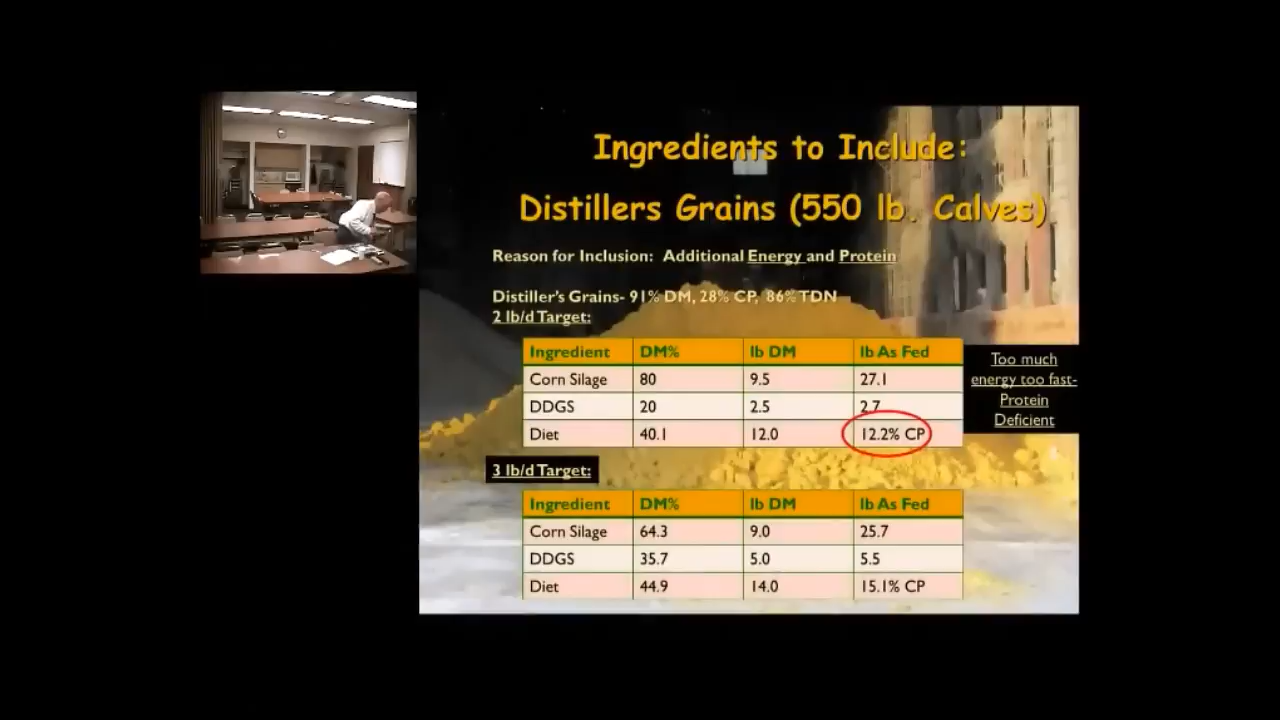 Ingredients to Include:
Distillers Grains (550 lb. Calves)
Reason for Inclusion: Additional Energy and Protein
Distiller's Grains- 91% DM, 28% CP, 86% TDN
2 lb/d Target:
Ingredient DM% lb DM lb As Fed
Corn Silage 80 9.5 27.1
DDGS 20 2.5 2.7
Diet 40.1 12.0 12.2% CP
Too much
energy too fast-
Protein
Deficient
3 lb/d Target:
Ingredient DM% lb DM lb As Fed
Corn Silage 64.3 9.0 25.7
DDGS 35.7 5.0 5.5
Diet 44.9 14.0 15.1% CP